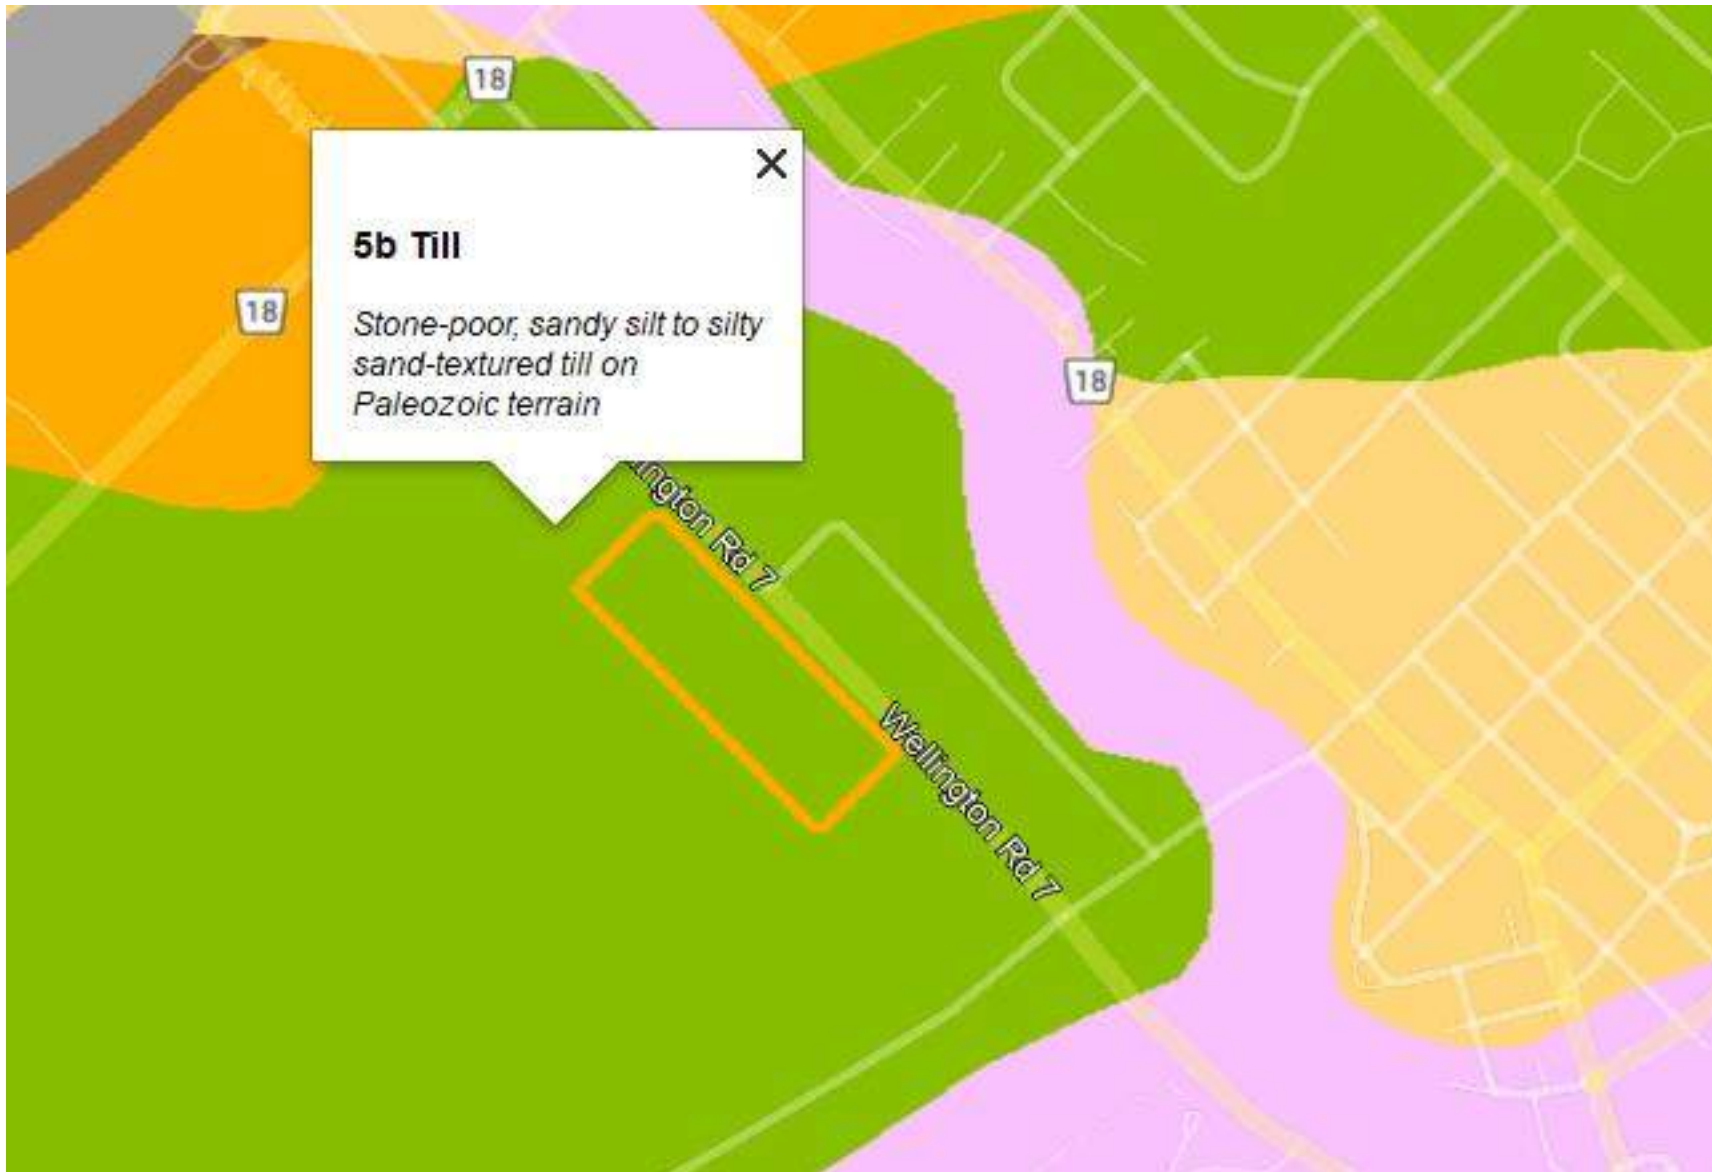 18
18
5b Till
Stone-poor, sandy silt to silty
sand-textured till on
Paleozoic terrain
18
Rd 7
Wellington Rd 7